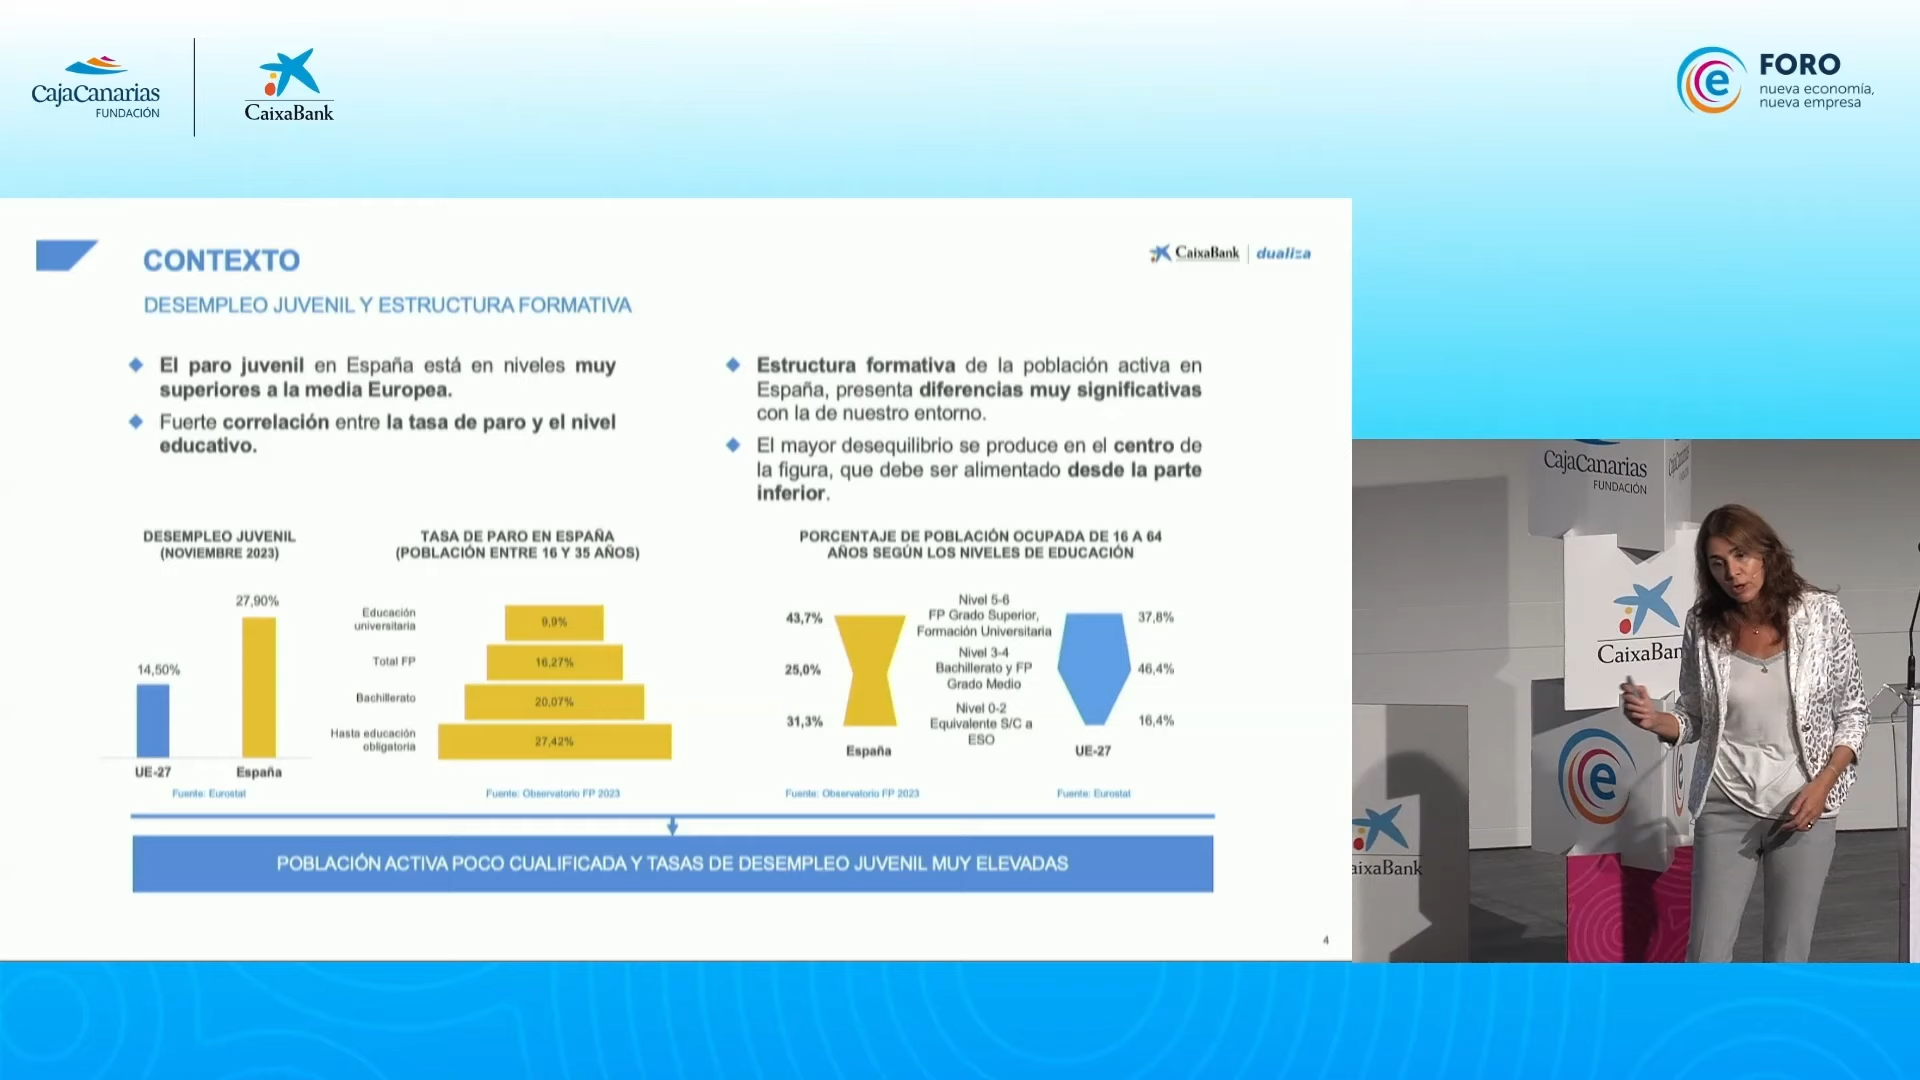 CajaCanarias
FUNDACIÓN
CaixaBank
FORO
nueva economía,
nueva empresa
CONTEXTO
CaixaBank dualiza
DESEMPLEO JUVENIL Y ESTRUCTURA FORMATIVA
El paro juvenil en España está en niveles muy
superiores a la media Europea.
Fuerte correlación entre la tasa de paro y el nivel
educativo.
Estructura formativa de la población activa en
España, presenta diferencias muy significativas
con la de nuestro entorno.
El mayor desequilibrio se produce en el centro de
la figura, que debe ser alimentado desde la parte
inferior.
DESEMPLEO JUVENIL
(NOVIEMBRE 2023)
27,90%
14,50%
UE-27
España
Fuente: Eurostat
TASA DE PARO EN ESPAÑA
(POBLACIÓN ENTRE 16 Y 35 AÑOS)
Educación
universitaria
9,9%
Total FP
16,27%
Bachillerato
20,07%
Hasta educación
obligatoria
27,42%
Fuente: Observatorio FP 2023
PORCENTAJE DE POBLACIÓN OCUPADA DE 16 A 64
AÑOS SEGÚN LOS NIVELES DE EDUCACIÓN
43,7%
25,0%
31,3%
España
Nivel 5-6
FP Grado Superior,
Formación Universitaria
Nivel 3-4
Bachillerato y FP
Grado Medio
Nivel 0-2
Equivalente S/C a
ESO
37,8%
46,4%
16,4%
UE-27
Fuente: Observatorio FP 2023
Fuente: Eurostat
POBLACIÓN ACTIVA POCO CUALIFICADA Y TASAS DE DESEMPLEO JUVENIL MUY ELEVADAS
4
CajaCanarias
FUNDACIÓN
CaixaBan
e
aixaBank